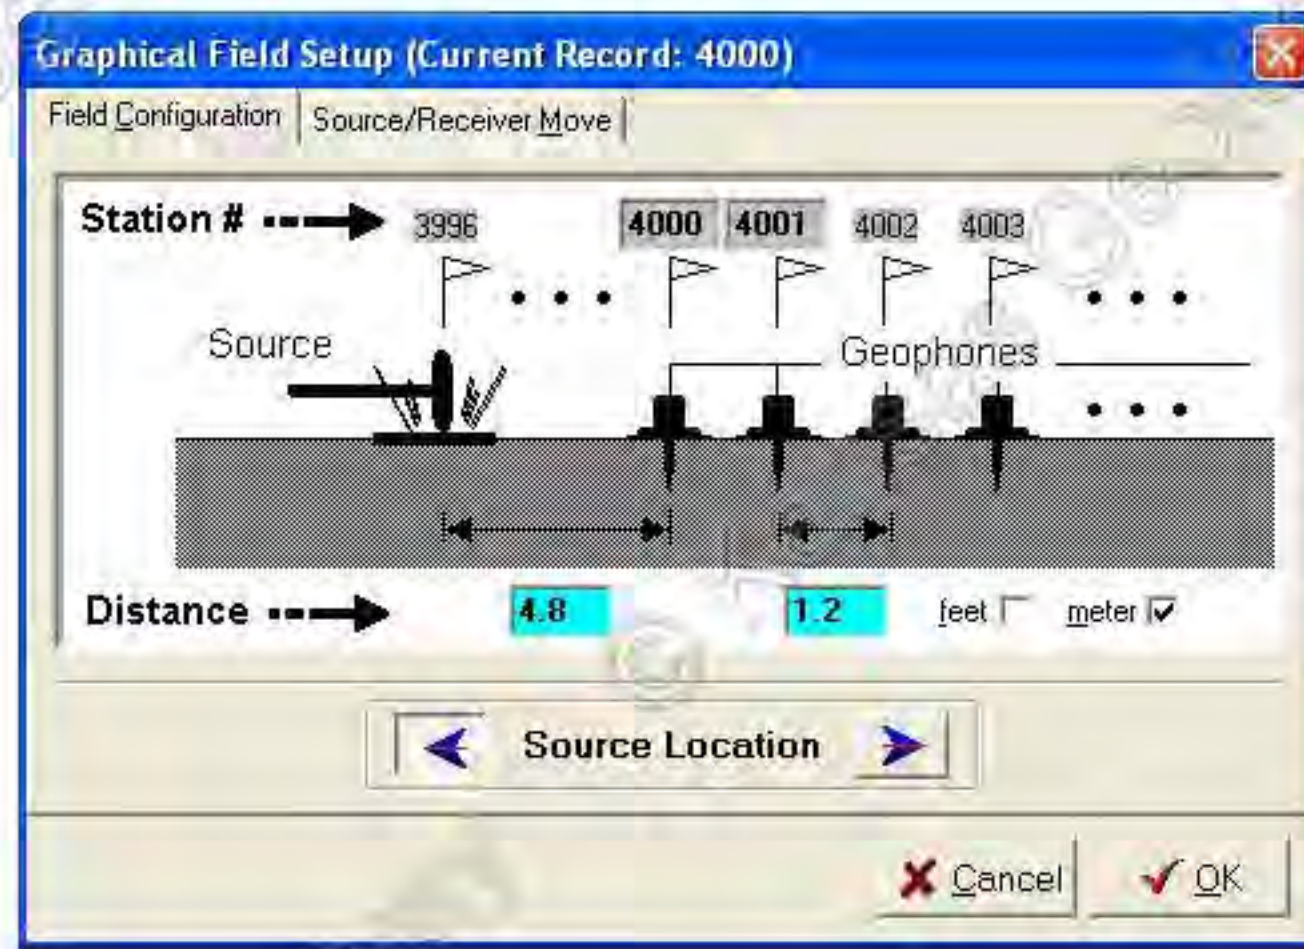 Graphical Field Setup (Current Record: 4000)
Field Configuration Source/Receiver Move
Station # 3996 4000 4001 4002 4003
Source
Geophones
Distance 4.8 1.2 feet meter
Source Location
Cancel OK